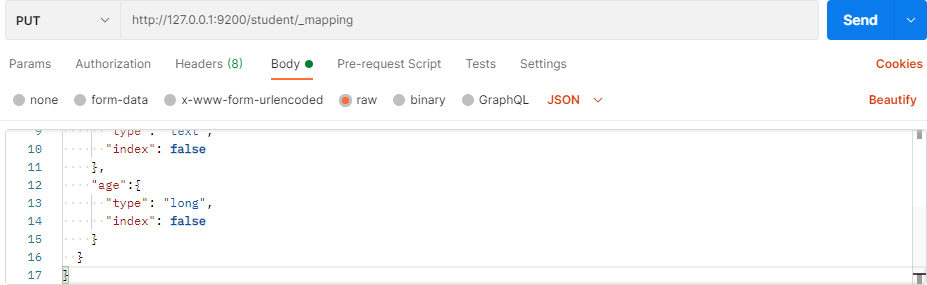 PUT http://127.0.0.1:9200/student/_mapping Send
Params Authorization Headers (8) Body Pre-request Script Tests Settings Cookies
none form-data x-www-form-urlencoded raw binary GraphQL JSON Beautify
9 "type": "text",
10 "index": false
11 },
12 "age":{
13 "type": "long",
14 "index": false
15 }
16 }
17 }